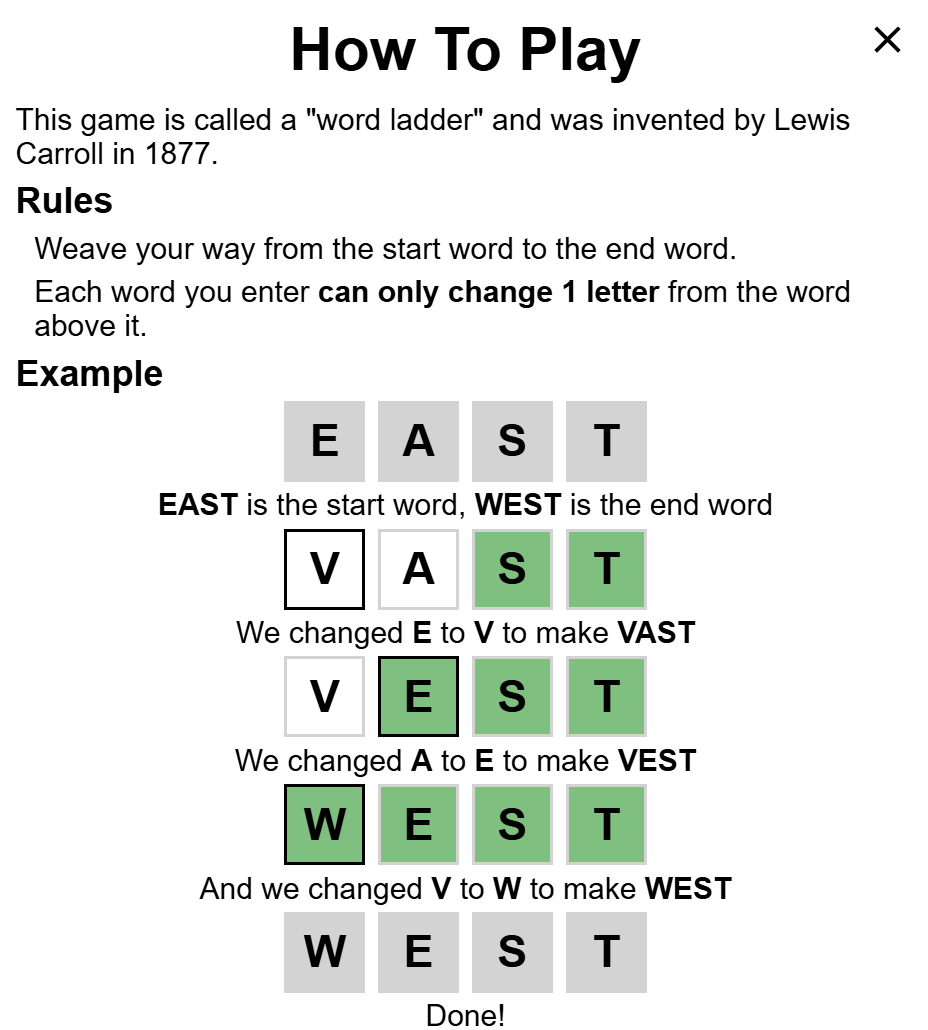 How To Play
This game is called a "word ladder" and was invented by Lewis
Carroll in 1877.
Rules
Weave your way from the start word to the end word.
Each word you enter can only change 1 letter from the word
above it.
Example
E A S T
EAST is the start word, WEST is the end word
V A S T
We changed E to V to make VAST
V E S T
We changed A to E to make VEST
W E S T
And we changed V to W to make WEST
W E S T
Done!